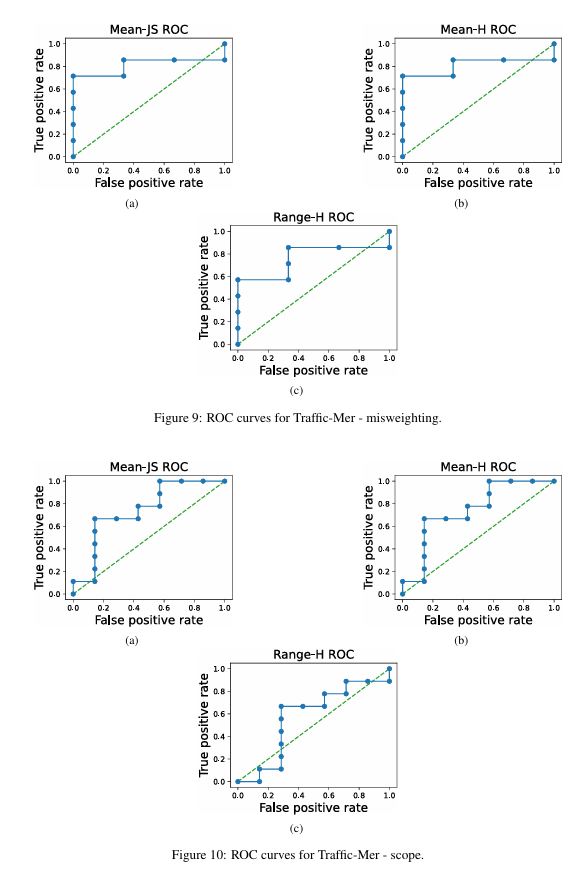 Mean-JS ROC
True positive rate
1.0
0.8
0.6
0.4
0.2
0.0
0.0 0.2 0.4 0.6 0.8 1.0
False positive rate
(a)
Mean-H ROC
True positive rate
1.0
0.8
0.6
0.4
0.2
0.0
0.0 0.2 0.4 0.6 0.8 1.0
False positive rate
(b)
Range-H ROC
True positive rate
1.0
0.8
0.6
0.4
0.2
0.0
0.0 0.2 0.4 0.6 0.8 1.0
False positive rate
(c)
Figure 9: ROC curves for Traffic-Mer - misweighting.
Mean-JS ROC
True positive rate
1.0
0.8
0.6
0.4
0.2
0.0
0.0 0.2 0.4 0.6 0.8 1.0
False positive rate
(a)
Mean-H ROC
True positive rate
1.0
0.8
0.6
0.4
0.2
0.0
0.0 0.2 0.4 0.6 0.8 1.0
False positive rate
(b)
Range-H ROC
True positive rate
1.0
0.8
0.6
0.4
0.2
0.0
0.0 0.2 0.4 0.6 0.8 1.0
False positive rate
(c)
Figure 10: ROC curves for Traffic-Mer - scope.